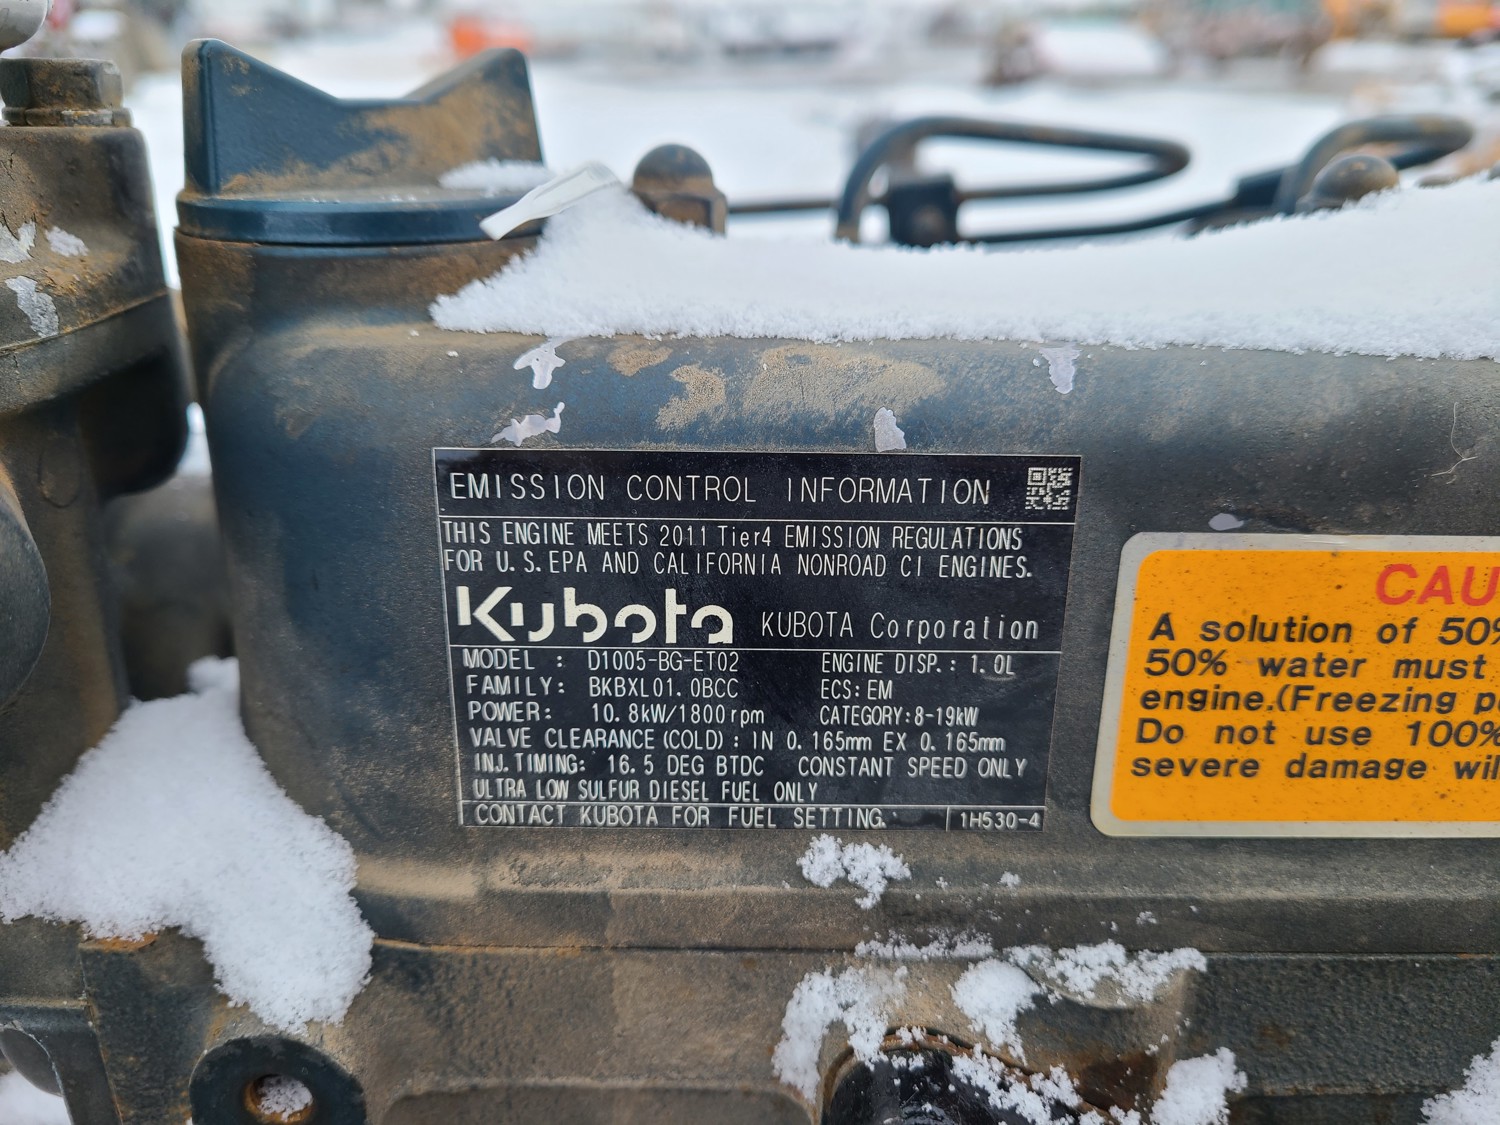 EMISSION CONTROL INFORMATION
THIS ENGINE MEETS 2011 Tier4 EMISSION REGULATIONS
FOR U.S.EPA AND CALIFORNIA NONROAD CI ENGINES.
Kubota KUBOTA Corporation
MODEL : D1005-BG-ET02 ENGINE DISP.: 1.0L
FAMILY: BKBXL01.0BCC ECS:EM
POWER: 10.8kW/1800rpm CATEGORY:8-19kW
VALVE CLEARANCE(COLD): IN 0.165mm EX 0.165mm
INJ.TIMING: 16.5 DEG BTDC CONSTANT SPEED ONLY
ULTRA LOW SULFUR DIESEL FUEL ONLY
CONTACT KUBOTA FOR FUEL SETTING. 1H530-4
CAU
A solution of 50%
50% water must
engine.(Freezing p
Do not use 100%
severe damage wil